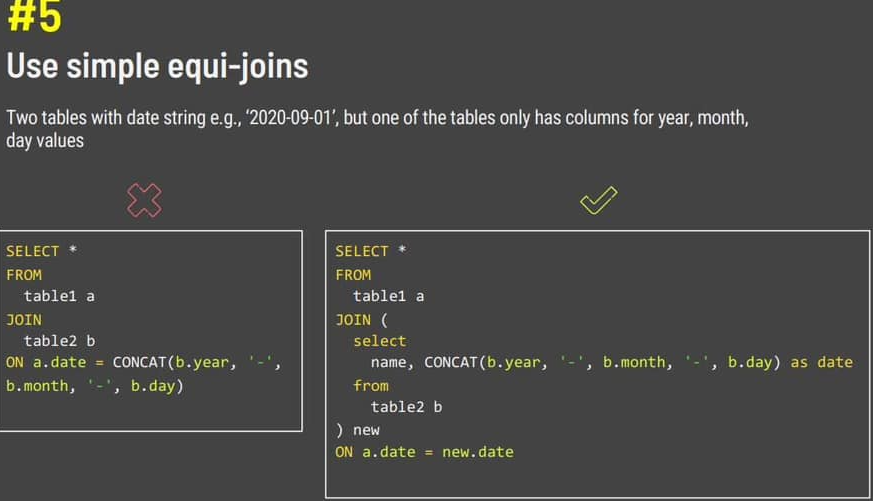 #5
Use simple equi-joins
Two tables with date string e.g., ‘2020-09-01’, but one of the tables only has columns for year, month,
day values
SELECT *
FROM
table1 a
JOIN
table2 b
ON a.date = CONCAT(b.year, '-',
b.month, '-', b.day)
SELECT *
FROM
table1 a
JOIN (
select
name, CONCAT(b.year, '-', b.month, '-', b.day) as date
from
table2 b
) new
ON a.date = new.date